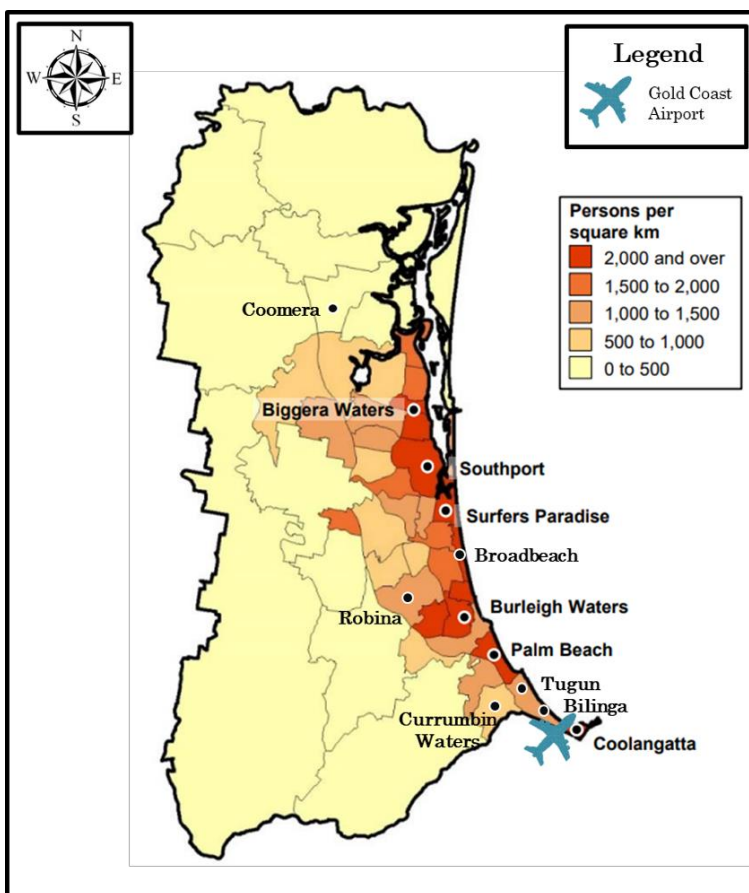 N
W E
S
Legend
Gold Coast
Airport
Persons per
square km
2,000 and over
1,500 to 2,000
1,000 to 1,500
500 to 1,000
0 to 500
Coomera
Biggera Waters
Southport
Surfers Paradise
Broadbeach
Robina
Burleigh Waters
Palm Beach
Tugun
Bilinga
Currumbin
Waters
Coolangatta